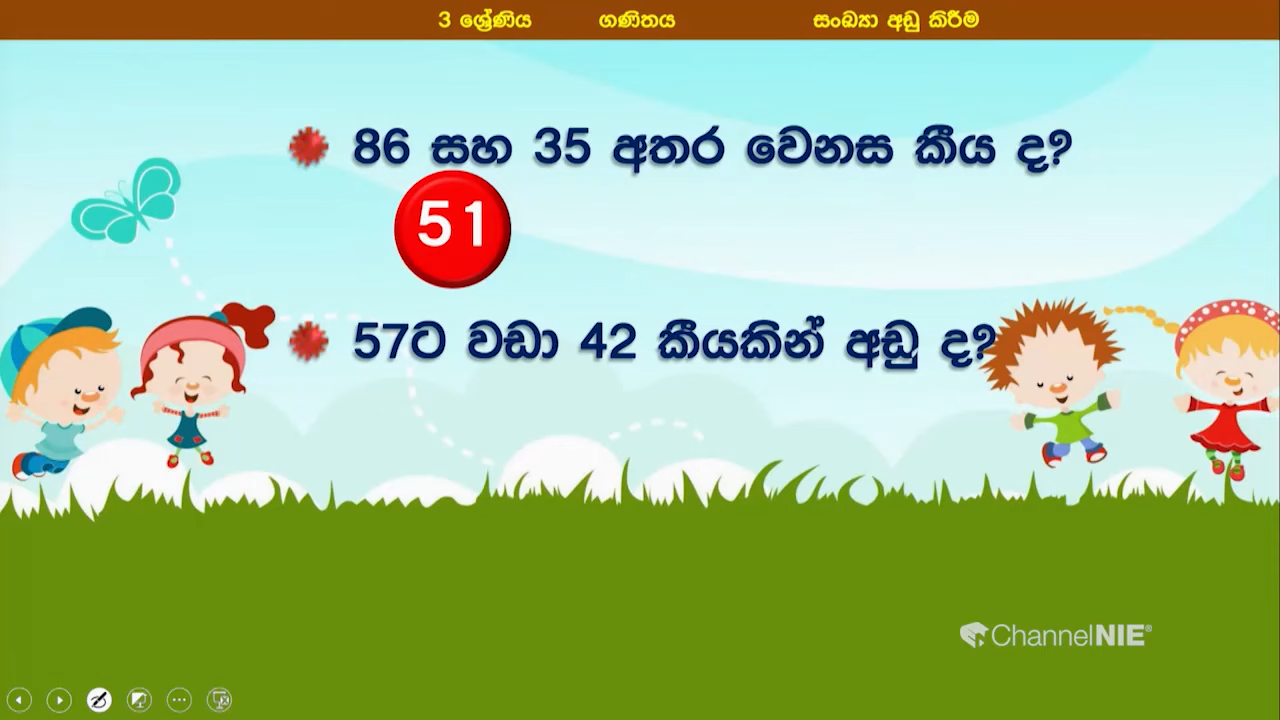 3 ශ්‍රේණිය ගණිතය සංඛ්‍යා අඩු කිරීම
86 සහ 35 අතර වෙනස කීය ද?
51
57ට වඩා 42 කීයකින් අඩු ද?
ChannelNIE®